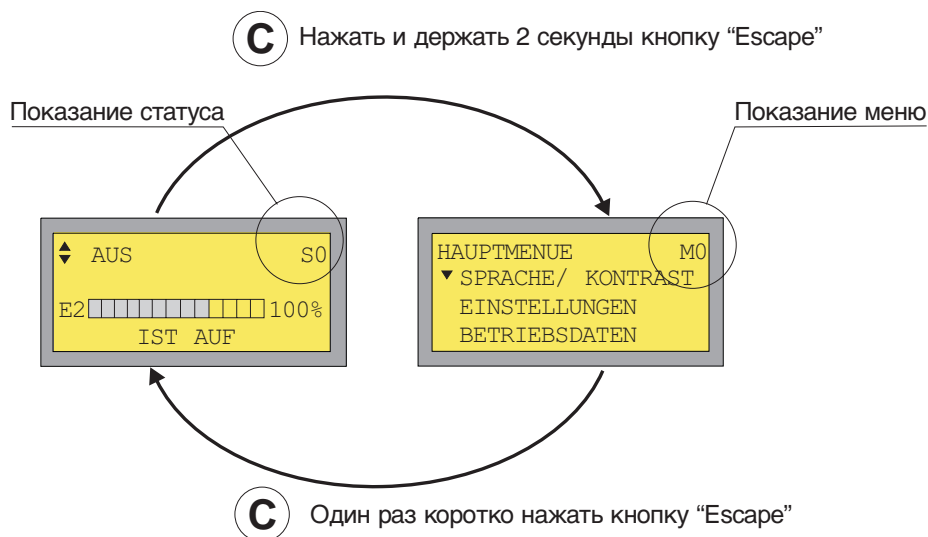 C Нажать и держать 2 секунды кнопку “Escape”
Показание статуса
Показание меню
AUS S0
E2 100%
IST AUF
HAUPTMENUE M0
SPRACHE/ KONTRAST
EINSTELLUNGEN
BETRIEBSDATEN
C Один раз коротко нажать кнопку “Escape”